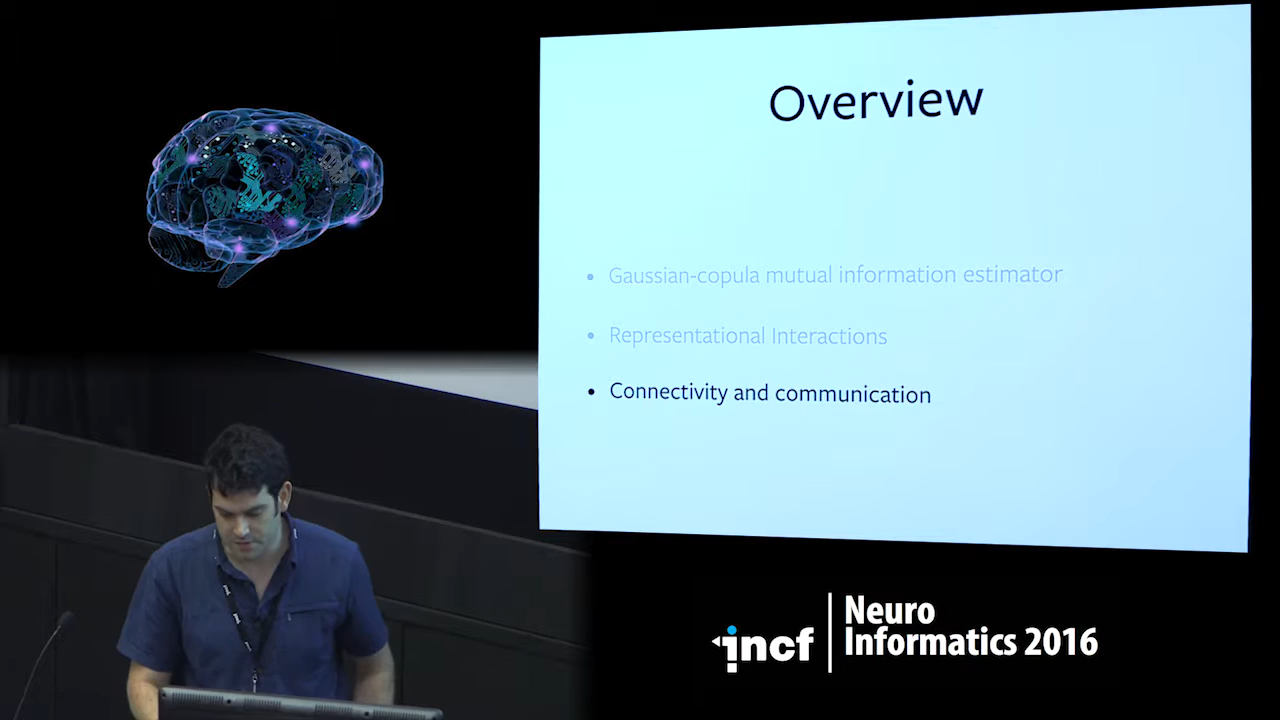 Overview
• Gaussian-copula mutual information estimator
• Representational Interactions
• Connectivity and communication
incf
Neuro
Informatics 2016